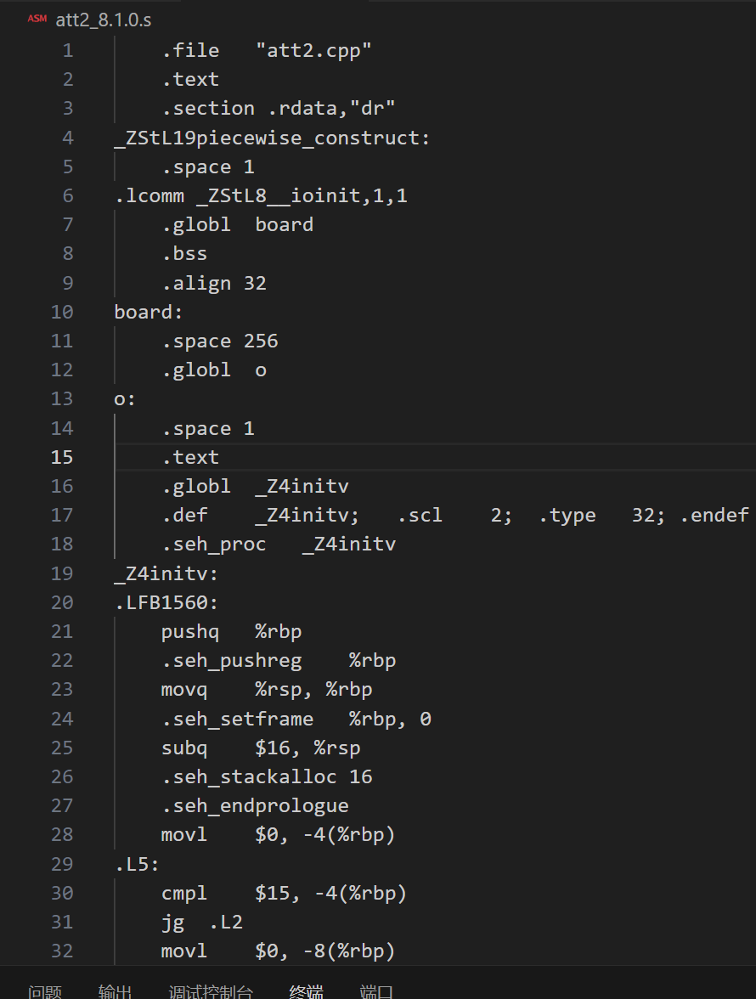 ASM att2_8.1.0.s
1 .file "att2.cpp"
2 .text
3 .section .rdata,"dr"
4 _ZStL19piecewise_construct:
5 .space 1
6 .lcomm _ZStL8__ioinit,1,1
7 .globl board
8 .bss
9 .align 32
10 board:
11 .space 256
12 .globl o
13 o:
14 .space 1
15 .text
16 .globl _Z4initv
17 .def _Z4initv; .scl 2; .type 32; .endef
18 .seh_proc _Z4initv
19 _Z4initv:
20 .LFB1560:
21 pushq %rbp
22 .seh_pushreg %rbp
23 movq %rsp, %rbp
24 .seh_setframe %rbp, 0
25 subq $16, %rsp
26 .seh_stackalloc 16
27 .seh_endprologue
28 movl $0, -4(%rbp)
29 .L5:
30 cmpl $15, -4(%rbp)
31 jg .L2
32 movl $0, -8(%rbp)
问题 输出 调试控制台 终端 端口